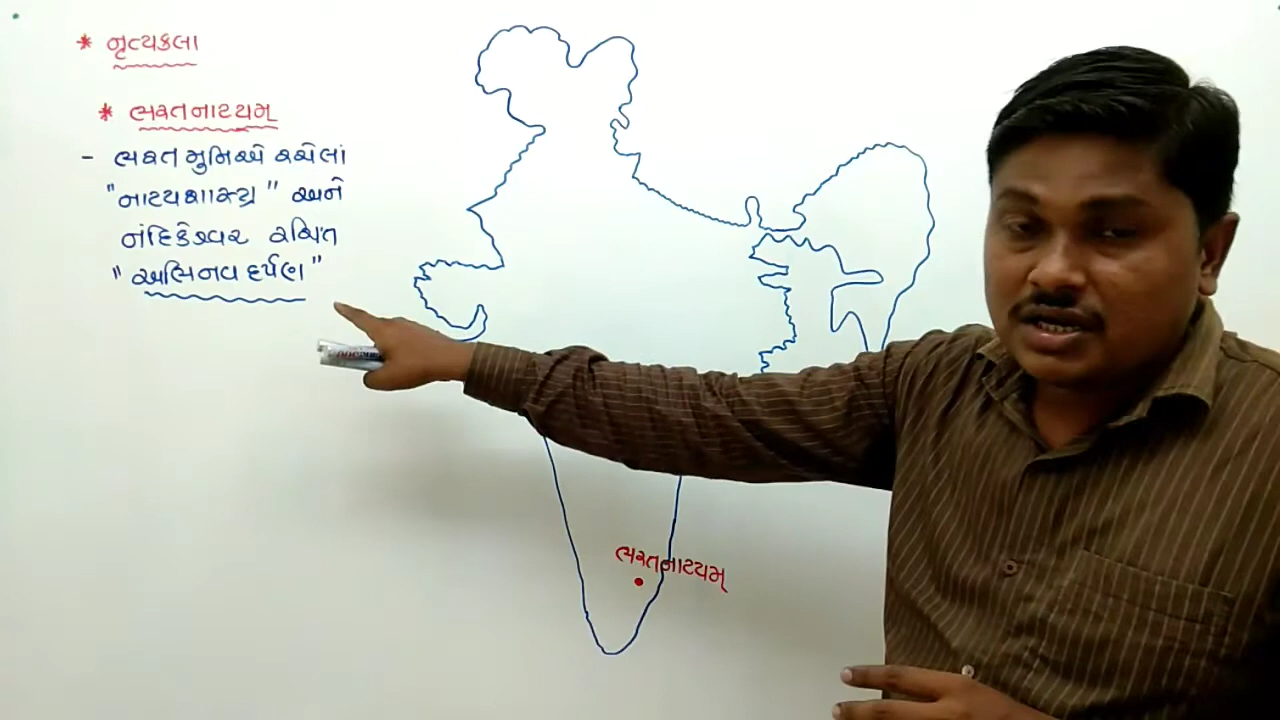 * નૃત્યકલા
* ભરતનાટ્યમ્
- ભરત મુનિએ રચેલાં
"નાટ્યશાસ્ત્ર" અને
નંદિકેશ્વર રચિત
"અભિનવ દર્પણ"
ભરતનાટ્યમ્